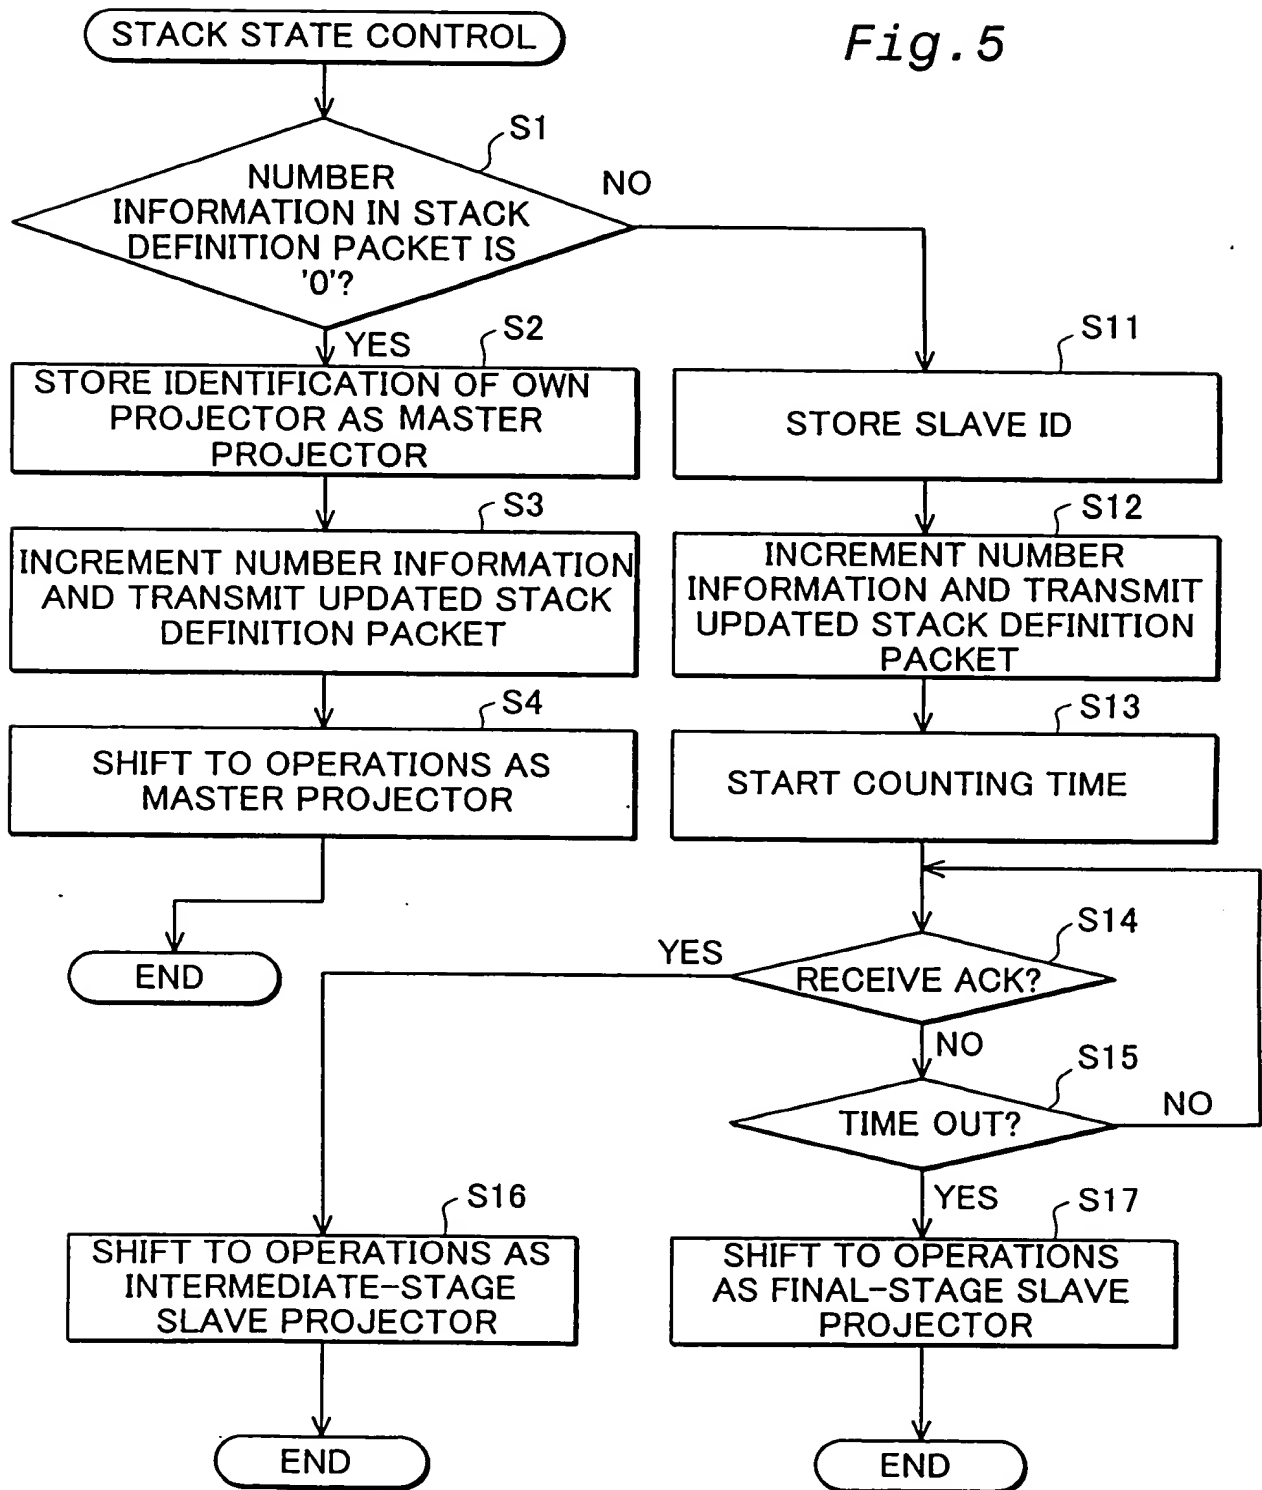 STACK STATE CONTROL
Fig.5
S1
NUMBER
INFORMATION IN STACK
DEFINITION PACKET IS
'0'?
NO
YES
S2
STORE IDENTIFICATION OF OWN
PROJECTOR AS MASTER
PROJECTOR
S3
INCREMENT NUMBER INFORMATION
AND TRANSMIT UPDATED STACK
DEFINITION PACKET
S4
SHIFT TO OPERATIONS AS
MASTER PROJECTOR
END
S11
STORE SLAVE ID
S12
INCREMENT NUMBER
INFORMATION AND TRANSMIT
UPDATED STACK DEFINITION
PACKET
S13
START COUNTING TIME
S14
RECEIVE ACK?
YES
NO
S15
TIME OUT?
NO
YES
S16
SHIFT TO OPERATIONS AS
INTERMEDIATE-STAGE
SLAVE PROJECTOR
END
S17
SHIFT TO OPERATIONS
AS FINAL-STAGE SLAVE
PROJECTOR
END